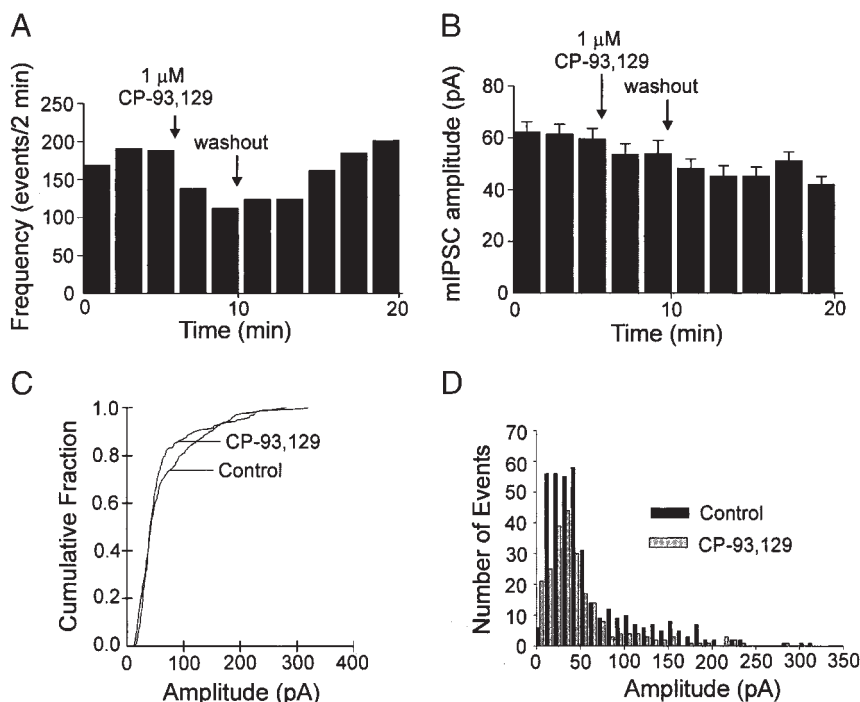 A
1 μM
CP-93,129
washout
Frequency (events/2 min)
250
200
150
100
50
0
0
10
20
Time (min)
B
1 μM
CP-93,129
washout
mIPSC amplitude (pA)
80
60
40
20
0
0
10
20
Time (min)
C
Cumulative Fraction
1.0
0.8
0.6
0.4
0.2
0.0
CP-93,129
Control
0
100
200
300
400
Amplitude (pA)
D
Number of Events
70
60
50
40
30
20
10
0
Control
CP-93,129
0
50
100
150
200
250
300
350
Amplitude (pA)